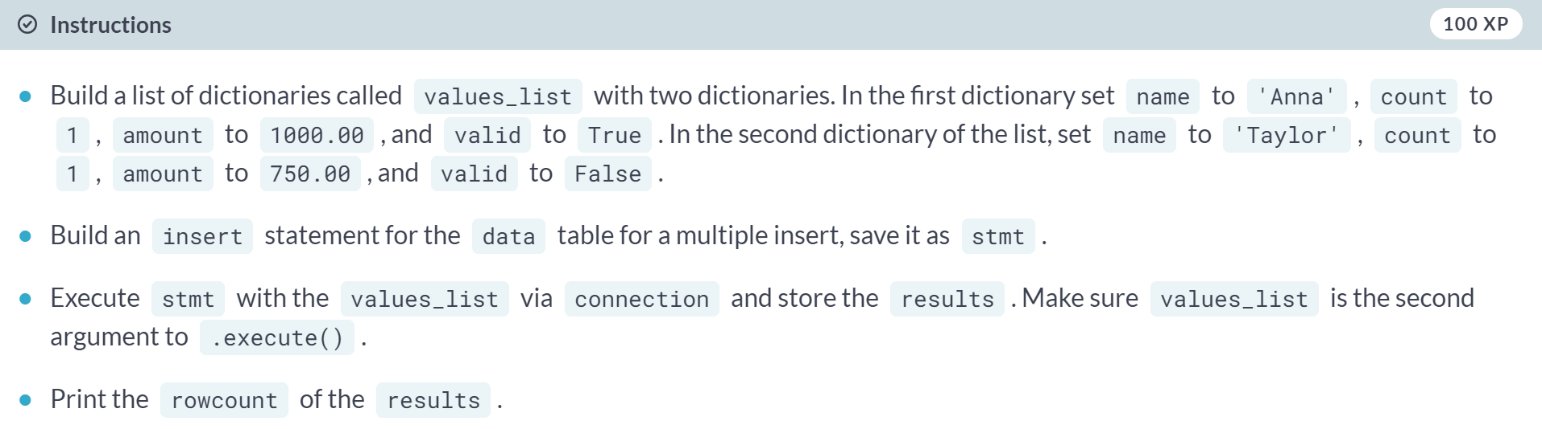 Instructions
100 XP
Build a list of dictionaries called values_list with two dictionaries. In the first dictionary set name to 'Anna' , count to
1 , amount to 1000.00 , and valid to True . In the second dictionary of the list, set name to 'Taylor' , count to
1 , amount to 750.00 , and valid to False .
Build an insert statement for the data table for a multiple insert, save it as stmt .
Execute stmt with the values_list via connection and store the results . Make sure values_list is the second
argument to .execute() .
Print the rowcount of the results .